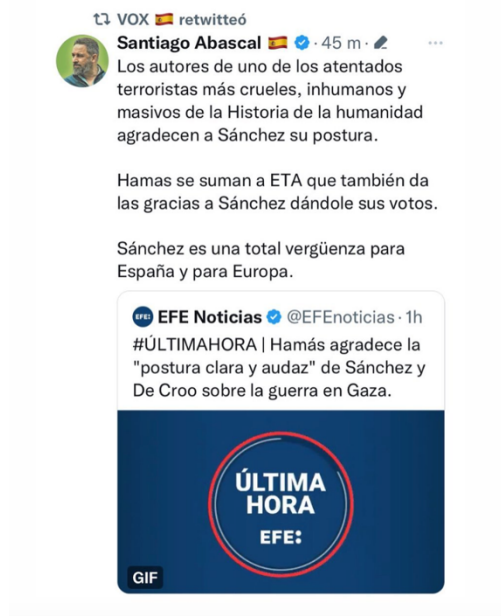 VOX 🇪🇸 retwitteó
Santiago Abascal 🇪🇸 · 45 m ·
Los autores de uno de los atentados
terroristas más crueles, inhumanos y
masivos de la Historia de la humanidad
agradecen a Sánchez su postura.
Hamas se suman a ETA que también da
las gracias a Sánchez dándole sus votos.
Sánchez es una total vergüenza para
España y para Europa.
EFE: EFE Noticias @EFEnoticias · 1h
#ÚLTIMAHORA | Hamás agradece la
"postura clara y audaz" de Sánchez y
De Croo sobre la guerra en Gaza.
ÚLTIMA
HORA
EFE:
GIF